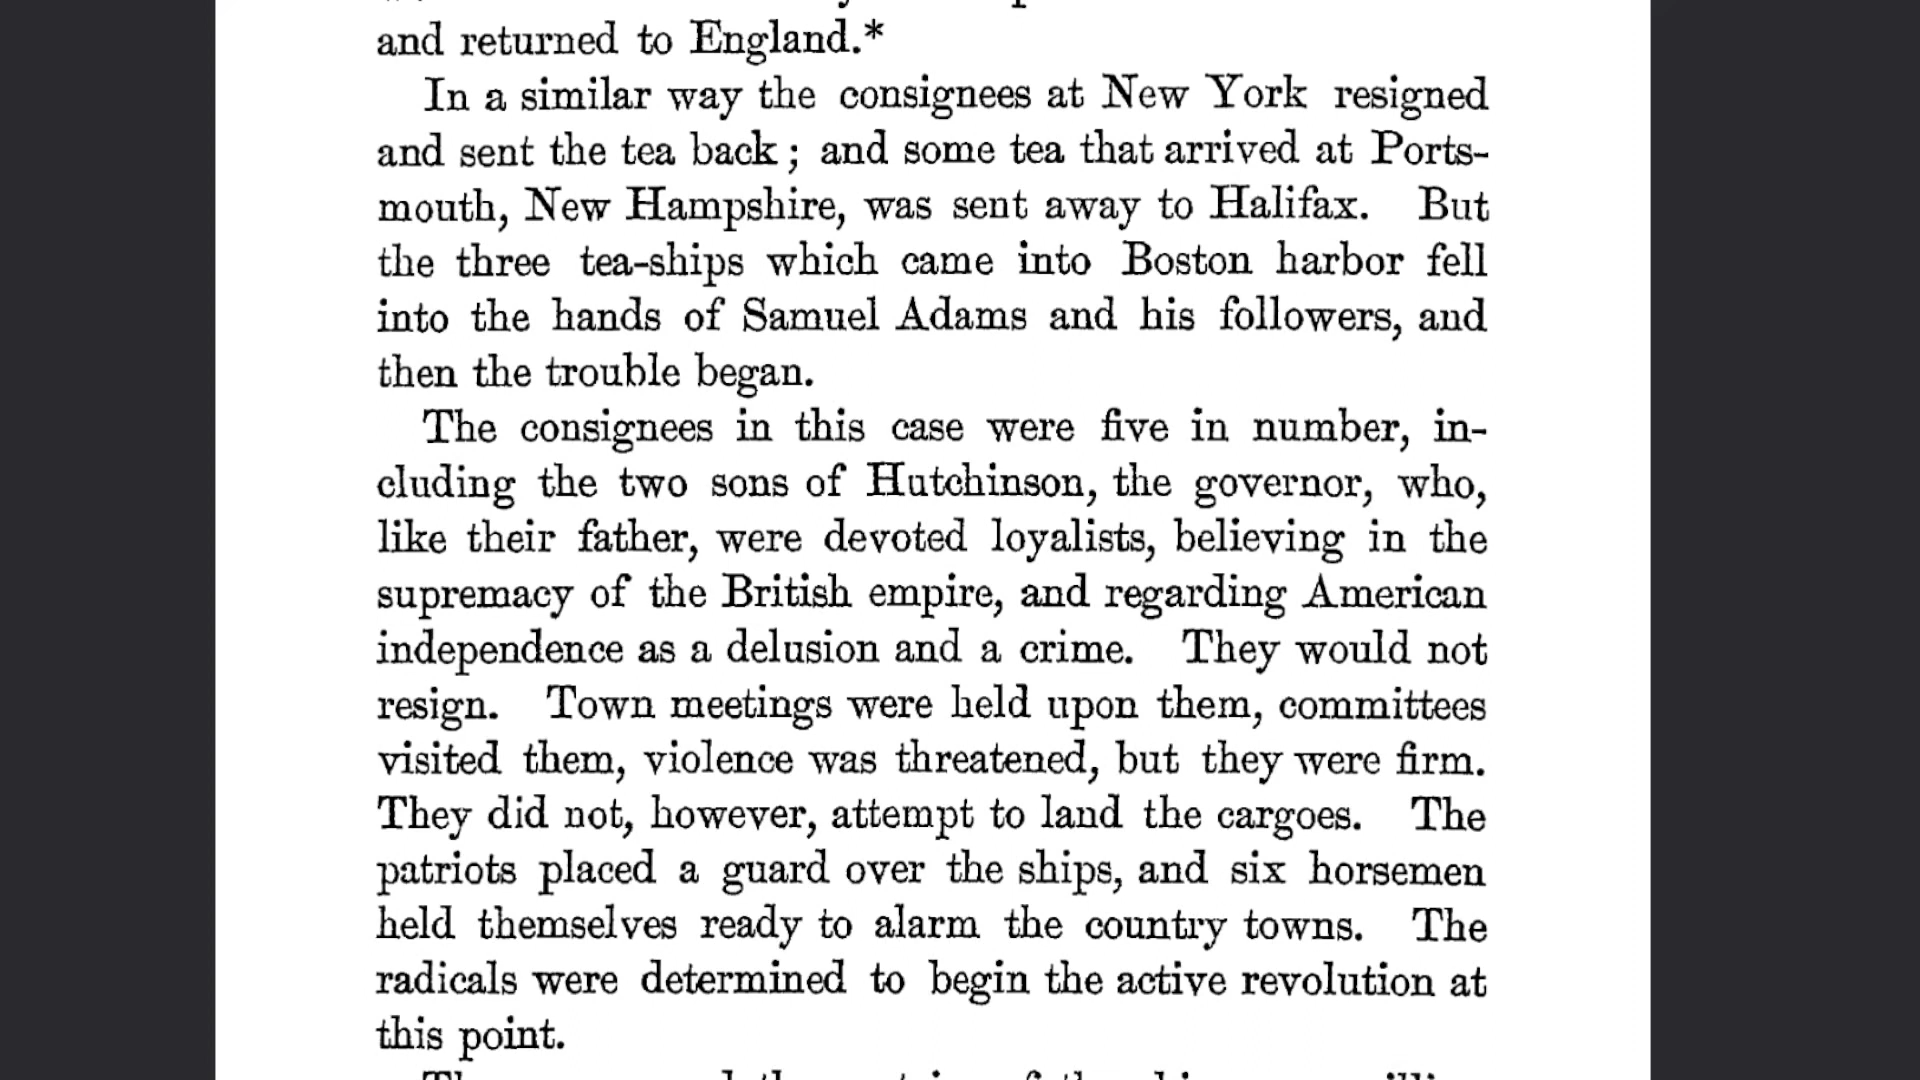 and returned to England.*
In a similar way the consignees at New York resigned
and sent the tea back; and some tea that arrived at Ports-
mouth, New Hampshire, was sent away to Halifax. But
the three tea-ships which came into Boston harbor fell
into the hands of Samuel Adams and his followers, and
then the trouble began.
The consignees in this case were five in number, in-
cluding the two sons of Hutchinson, the governor, who,
like their father, were devoted loyalists, believing in the
supremacy of the British empire, and regarding American
independence as a delusion and a crime. They would not
resign. Town meetings were held upon them, committees
visited them, violence was threatened, but they were firm.
They did not, however, attempt to land the cargoes. The
patriots placed a guard over the ships, and six horsemen
held themselves ready to alarm the country towns. The
radicals were determined to begin the active revolution at
this point.